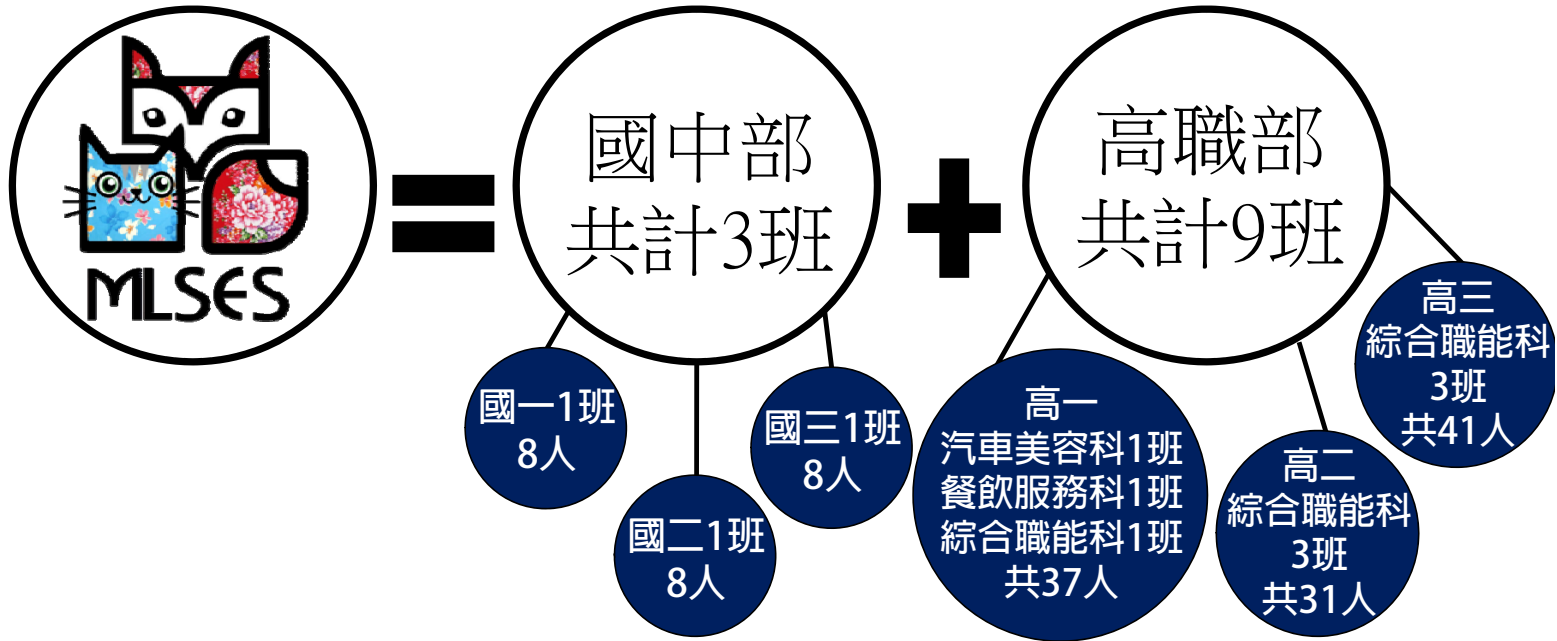 MLSES
=
國中部
共計3班
+
高職部
共計9班
國一1班
8人
國二1班
8人
國三1班
8人
高一
汽車美容科1班
餐飲服務科1班
綜合職能科1班
共37人
高二
綜合職能科
3班
共31人
高三
綜合職能科
3班
共41人